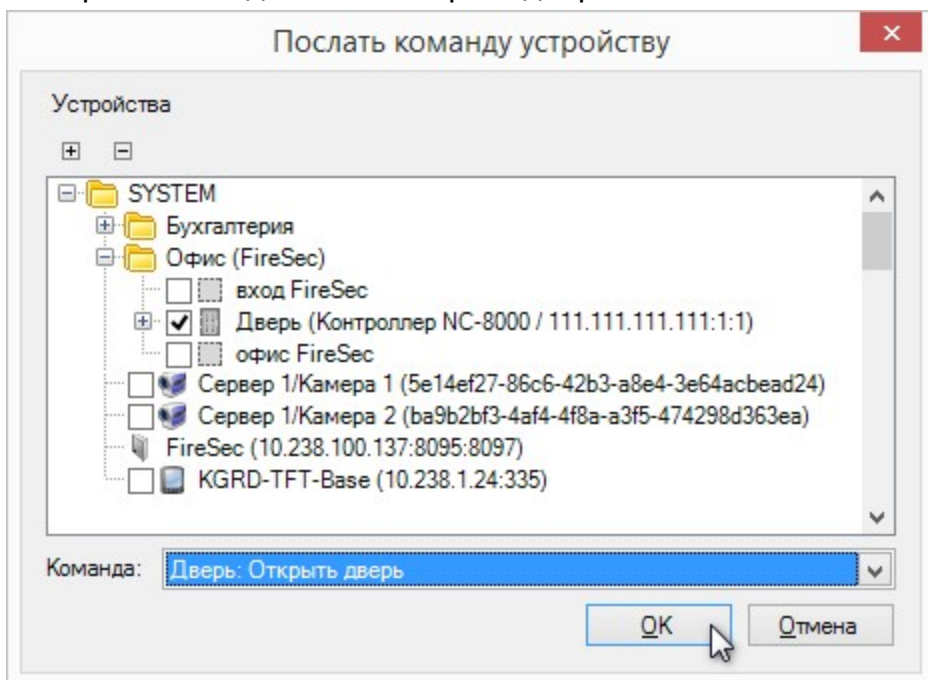 Послать команду устройству
Устройства
SYSTEM
Бухгалтерия
Офис (FireSec)
вход FireSec
Дверь (Контроллер NC-8000 / 111.111.111.111:1:1)
офис FireSec
Сервер 1/Камера 1 (5e14ef27-86c6-42b3-a8e4-3e64acbead24)
Сервер 1/Камера 2 (ba9b2bf3-4af4-4f8a-a3f5-474298d363ea)
FireSec (10.238.100.137:8095:8097)
KGRD-TFT-Base (10.238.1.24:335)
Команда: Дверь: Открыть дверь
OK Отмена